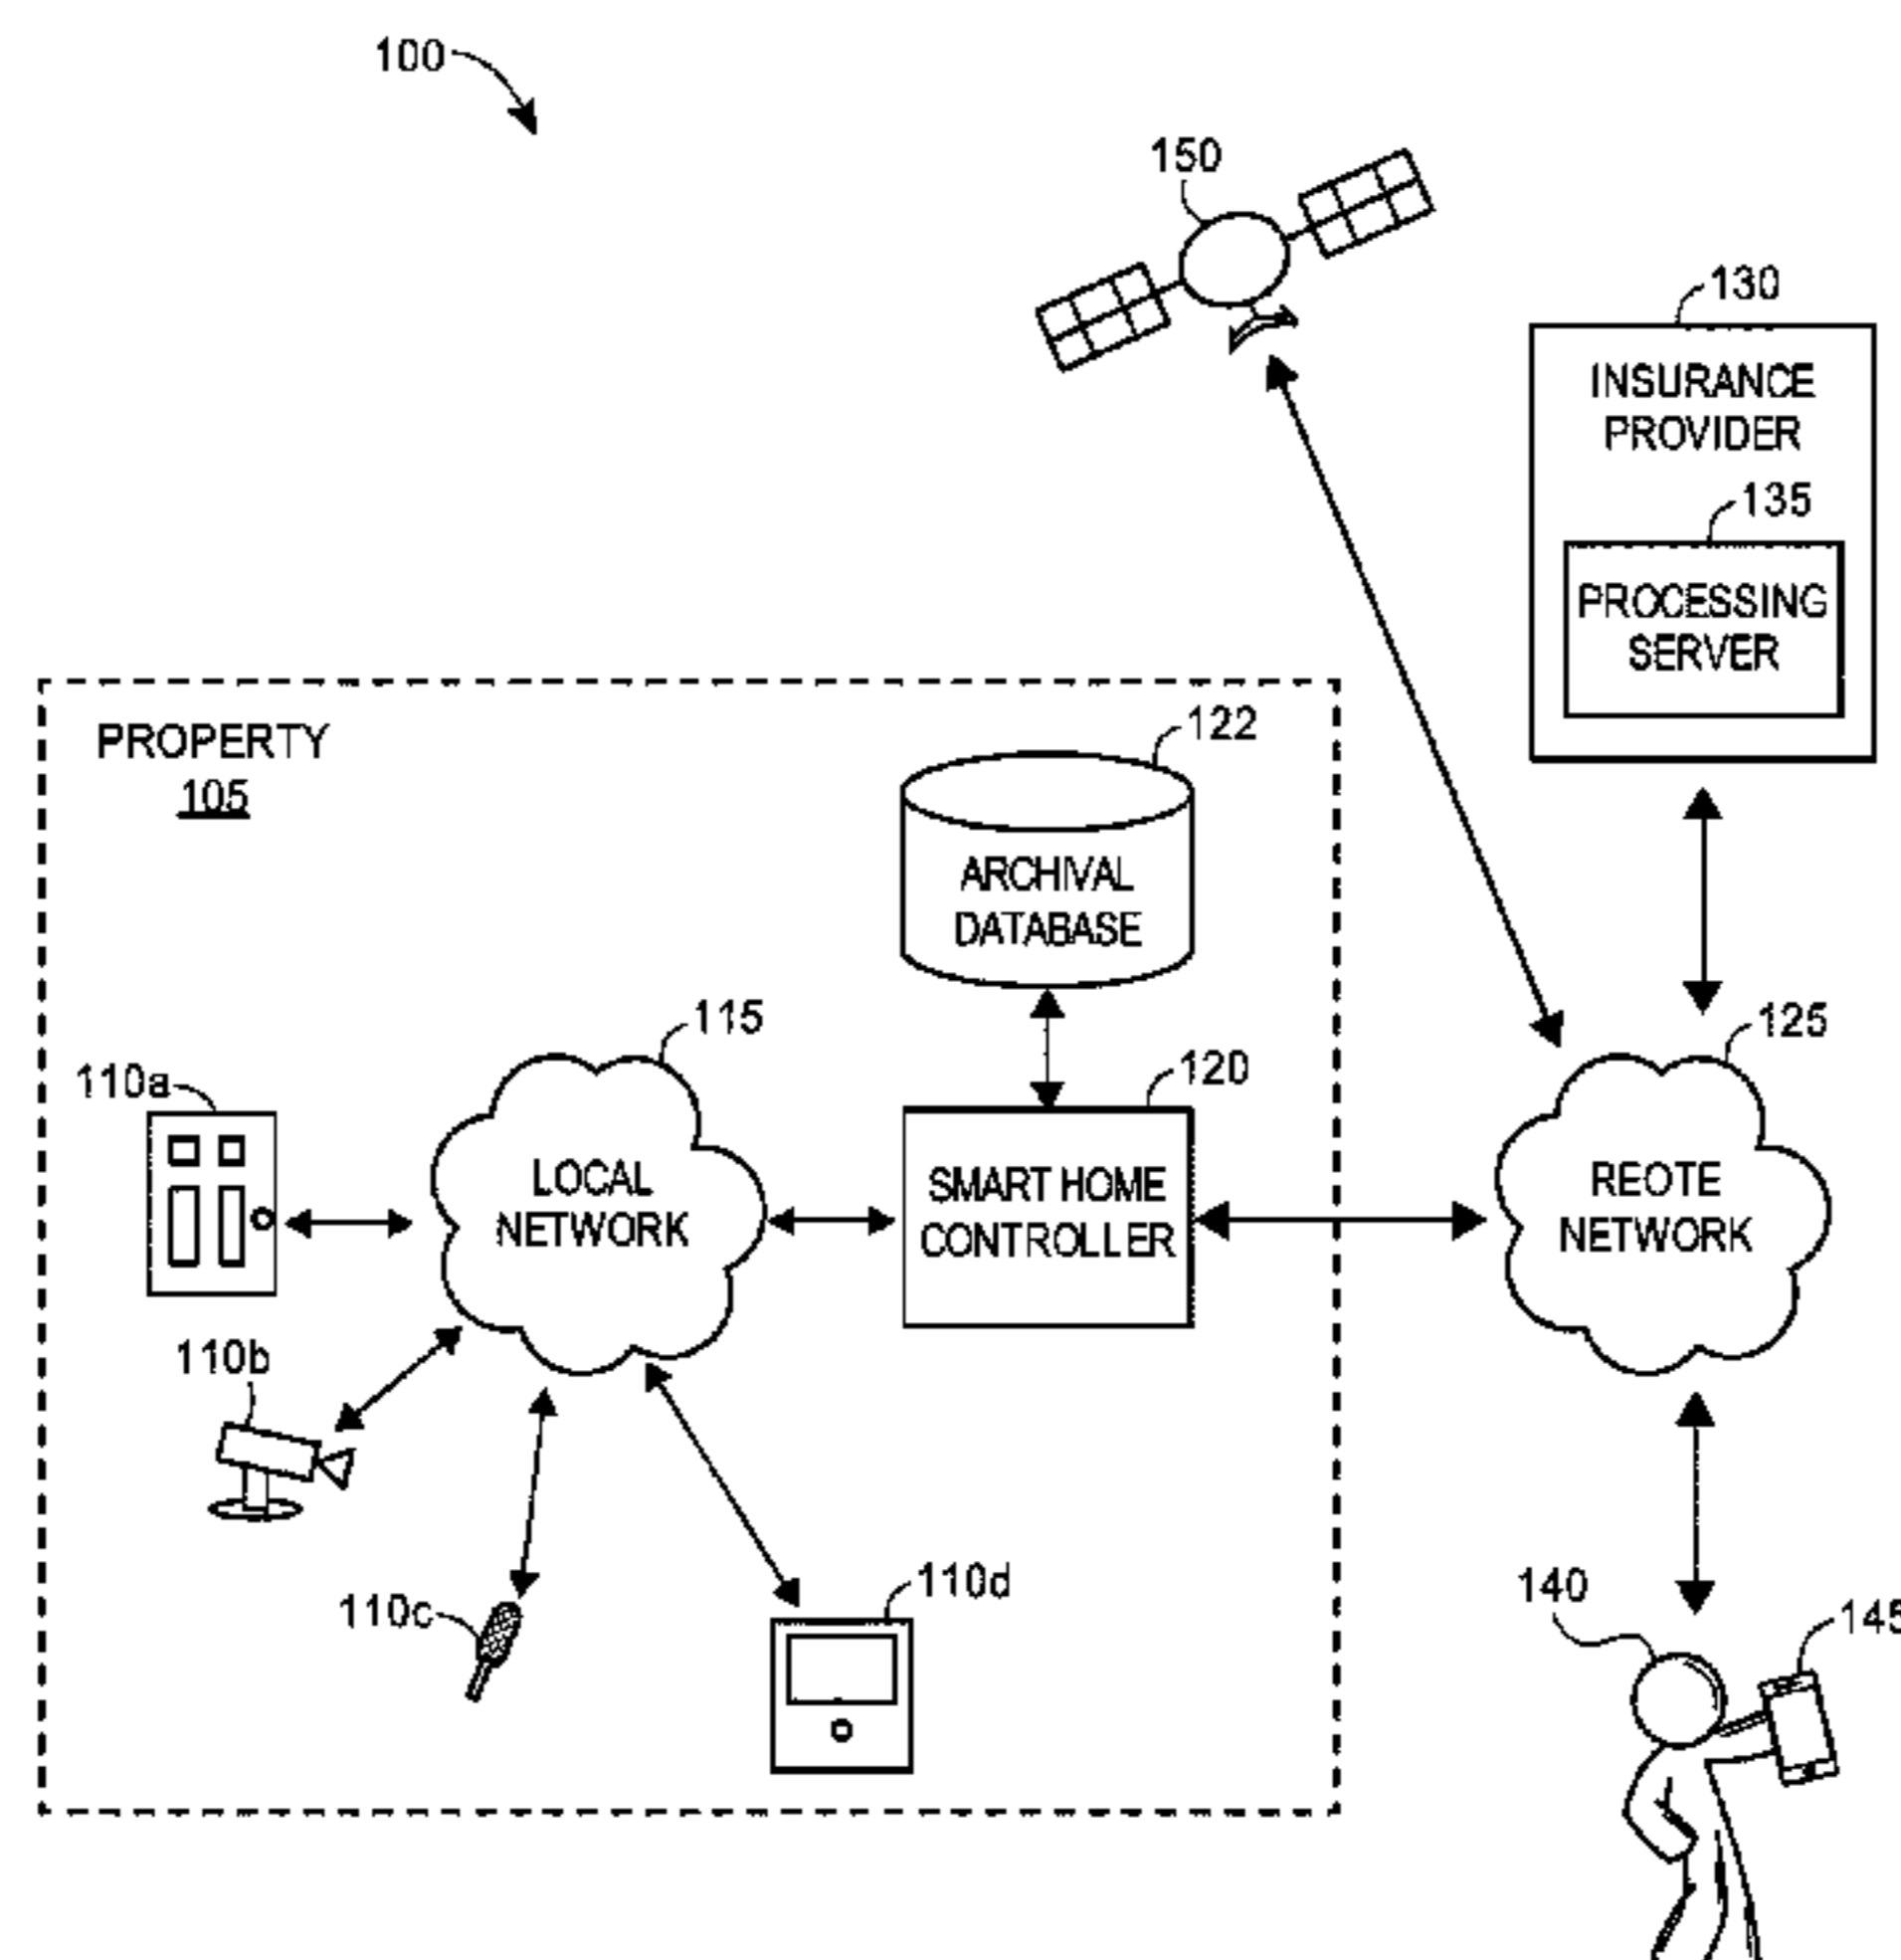 100
150
130
INSURANCE
PROVIDER
135
PROCESSING
SERVER
PROPERTY
105
122
ARCHIVAL
DATABASE
115
125
110a
120
LOCAL
NETWORK
SMART HOME
CONTROLLER
REOTE
NETWORK
110b
110c
110d
140
145